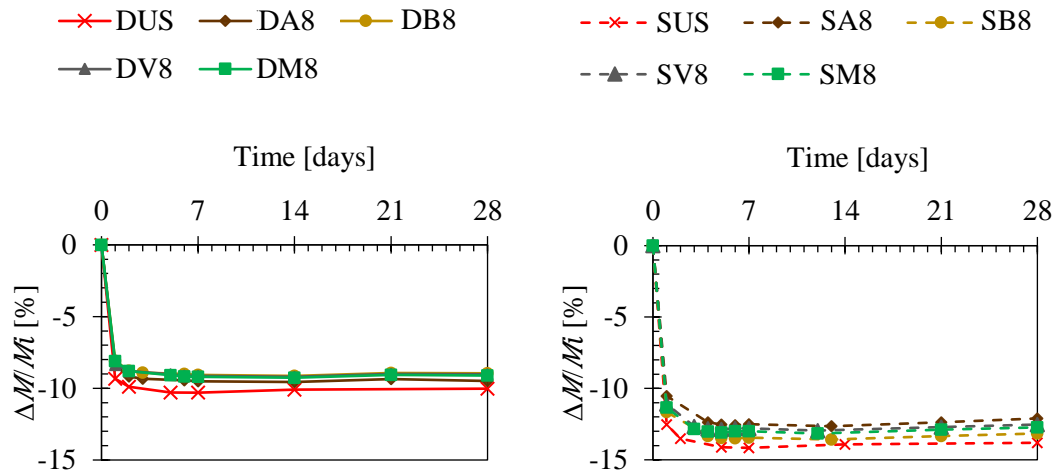 DUS DA8 DB8
DV8 DM8
Time [days]
0 7 14 21 28
0
-5
-10
-15
ΔM/Mi [%]
SUS SA8 SB8
SV8 SM8
Time [days]
0 7 14 21 28
0
-5
-10
-15
ΔM/Mi [%]